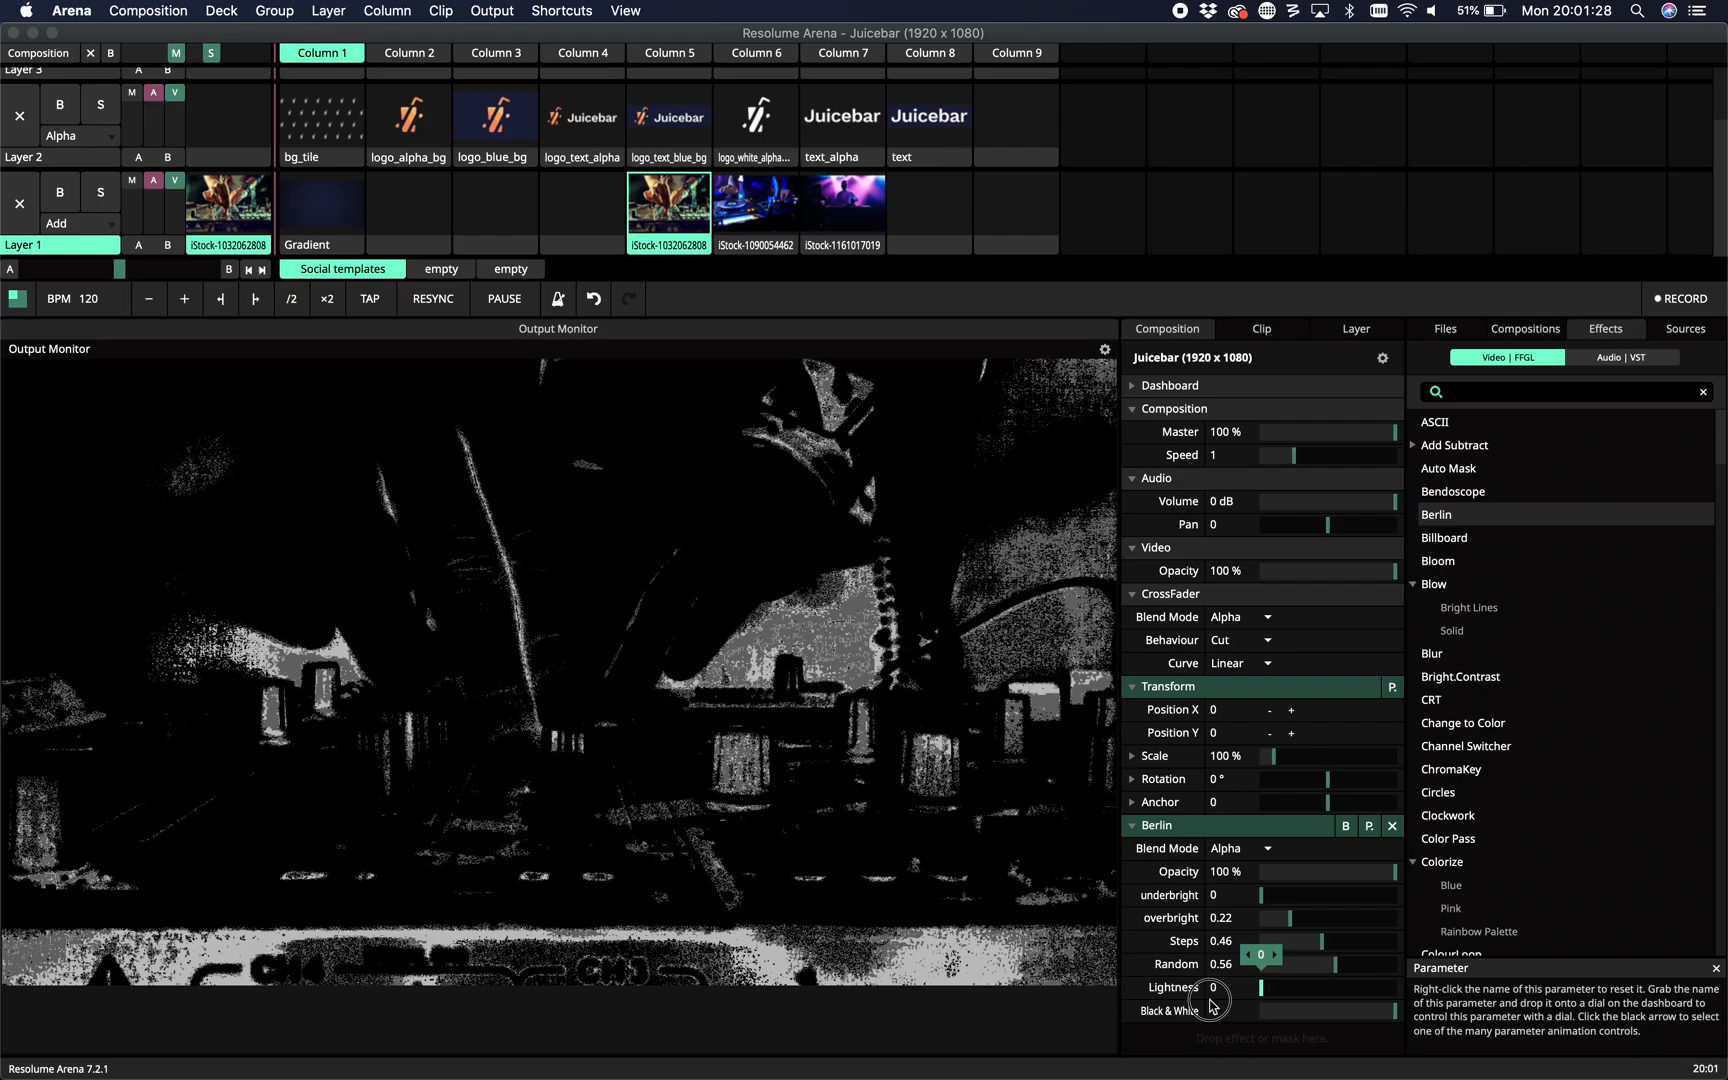 Arena Composition Deck Group Layer Column Clip Output Shortcuts View 51% Mon 20:01:28
Resolume Arena - Juicebar (1920 x 1080)
Composition B M S Column 1 Column 2 Column 3 Column 4 Column 5 Column 6 Column 7 Column 8 Column 9
Layer 3 A B
B S M A V
Alpha
Juicebar Juicebar Juicebar Juicebar
Layer 2 A B bg_tile logo_alpha_bg logo_blue_bg logo_text_alpha logo_text_blue_bg logo_white_alpha... text_alpha text
B S M A V
Add
Layer 1 A B iStock-1032062808 Gradient iStock-1032062808 iStock-1090054462 iStock-1161017019
A B Social templates empty empty
BPM 120 - + /2 ×2 TAP RESYNC PAUSE RECORD
Output Monitor
Output Monitor
CH4 CH3
Composition Clip Layer
Juicebar (1920 x 1080)
Dashboard
Composition
Master 100 %
Speed 1
Audio
Volume 0 dB
Pan 0
Video
Opacity 100 %
CrossFader
Blend Mode Alpha
Behaviour Cut
Curve Linear
Transform P.
Position X 0 - +
Position Y 0 - +
Scale 100 %
Rotation 0 °
Anchor 0
Berlin B P.
Blend Mode Alpha
Opacity 100 %
underbright 0
overbright 0.22
Steps 0.46
0
Random 0.56
Lightness 0
Black & White
Drop effect or mask here.
Files Compositions Effects Sources
Video | FFGL Audio | VST
ASCII
Add Subtract
Auto Mask
Bendoscope
Berlin
Billboard
Bloom
Blow
Bright Lines
Solid
Blur
Bright.Contrast
CRT
Change to Color
Channel Switcher
ChromaKey
Circles
Clockwork
Color Pass
Colorize
Blue
Pink
Rainbow Palette
ColourLoop
Parameter
Right-click the name of this parameter to reset it. Grab the name
of this parameter and drop it onto a dial on the dashboard to
control this parameter with a dial. Click the black arrow to select
one of the many parameter animation controls.
Resolume Arena 7.2.1 20:01